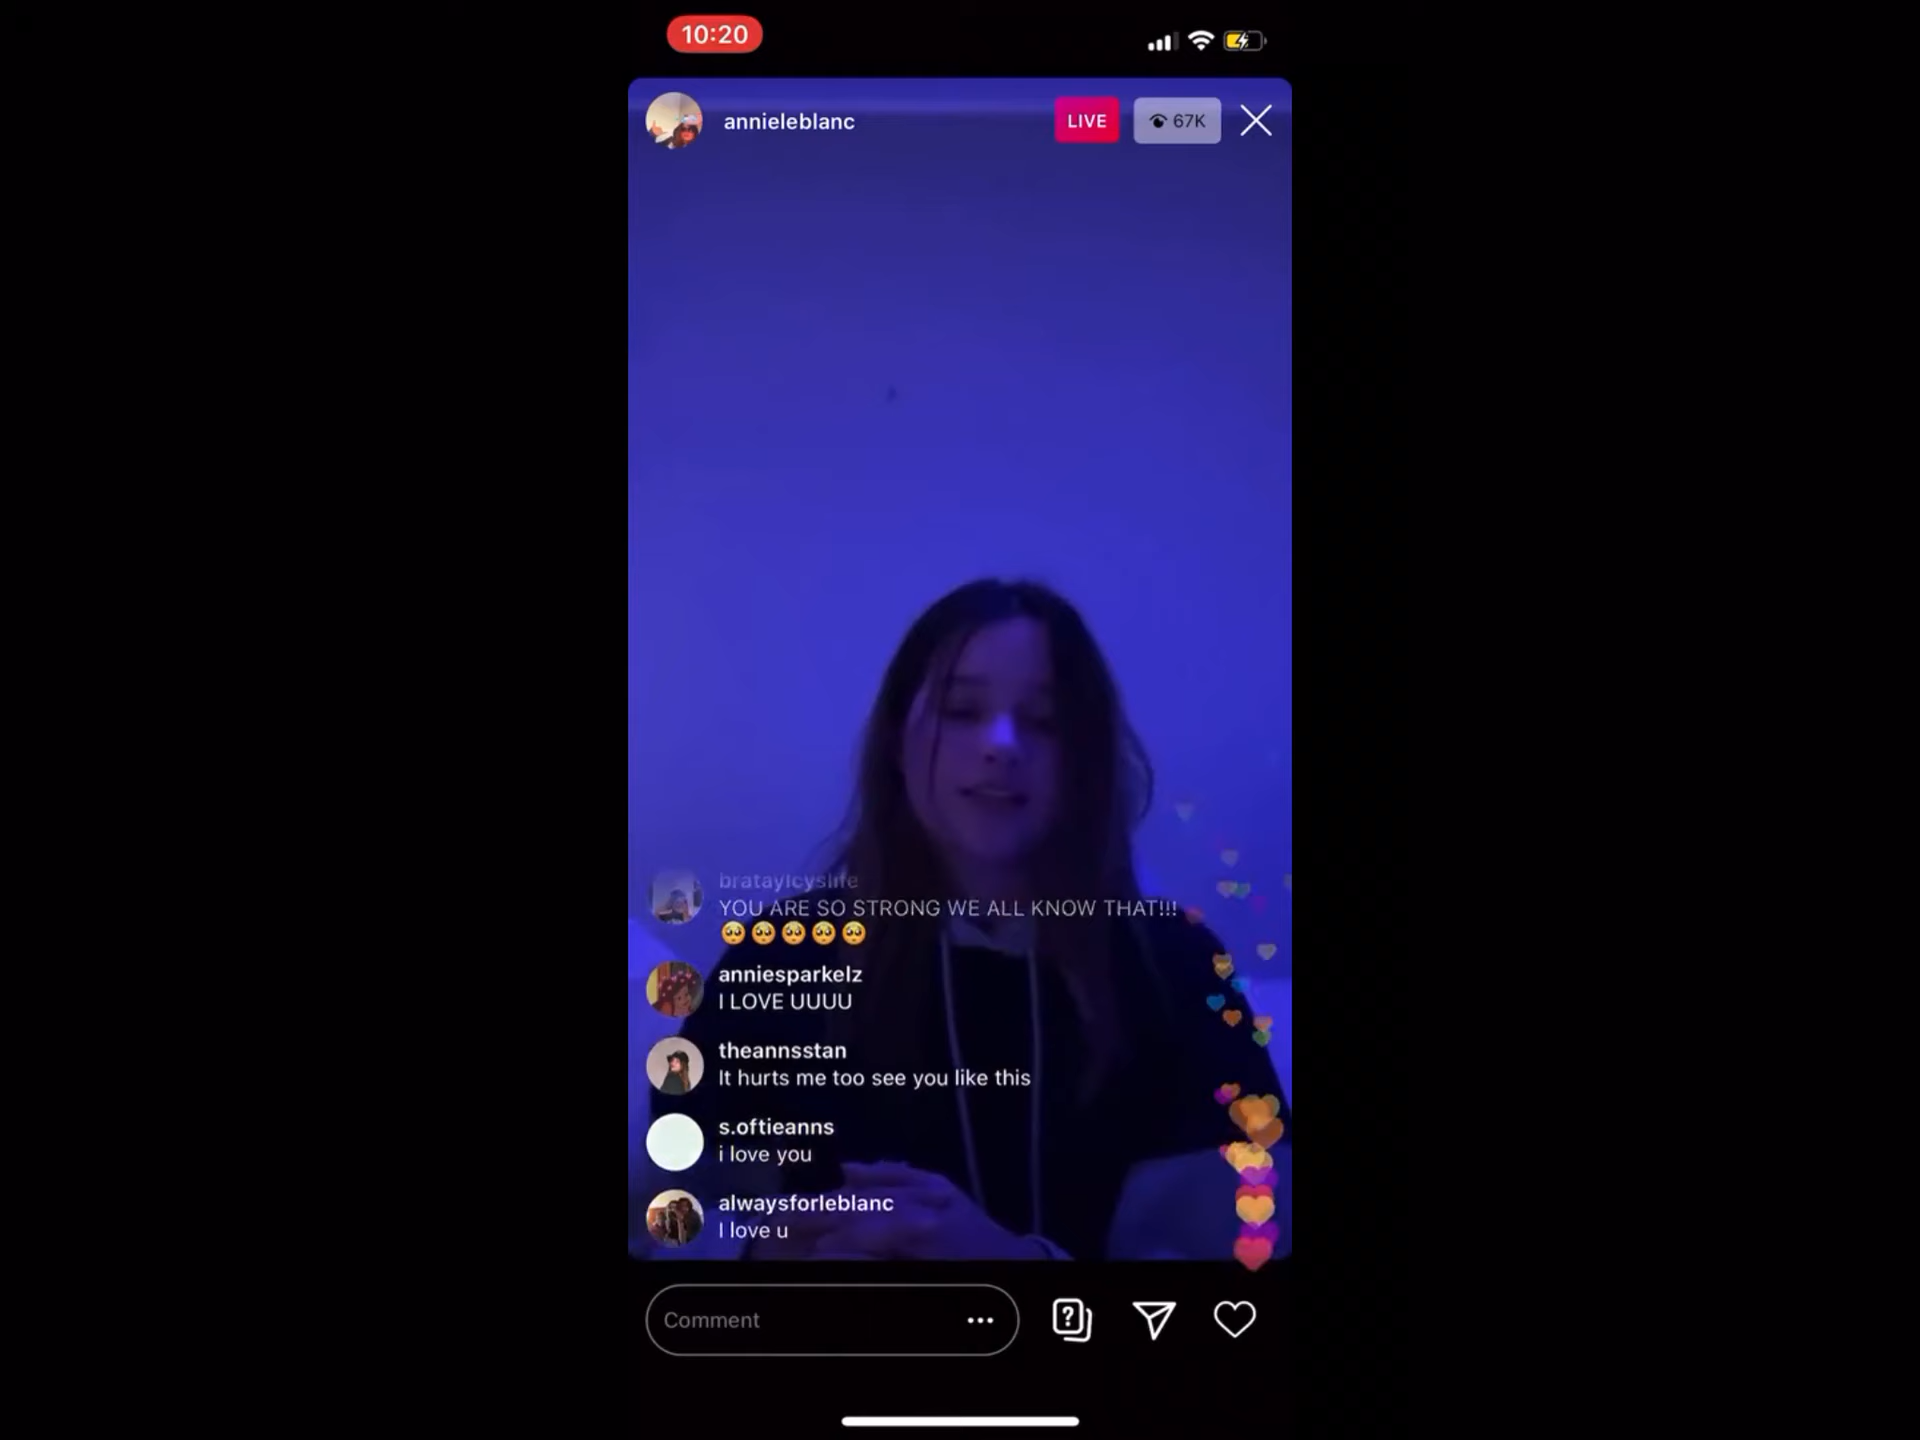 10:20
annieleblanc
LIVE
67K
brataylcyslife
YOU ARE SO STRONG WE ALL KNOW THAT!!!
🥺🥺🥺🥺🥺
anniesparkelz
I LOVE UUUU
theannsstan
It hurts me too see you like this
s.oftieanns
i love you
alwaysforleblanc
I love u
Comment